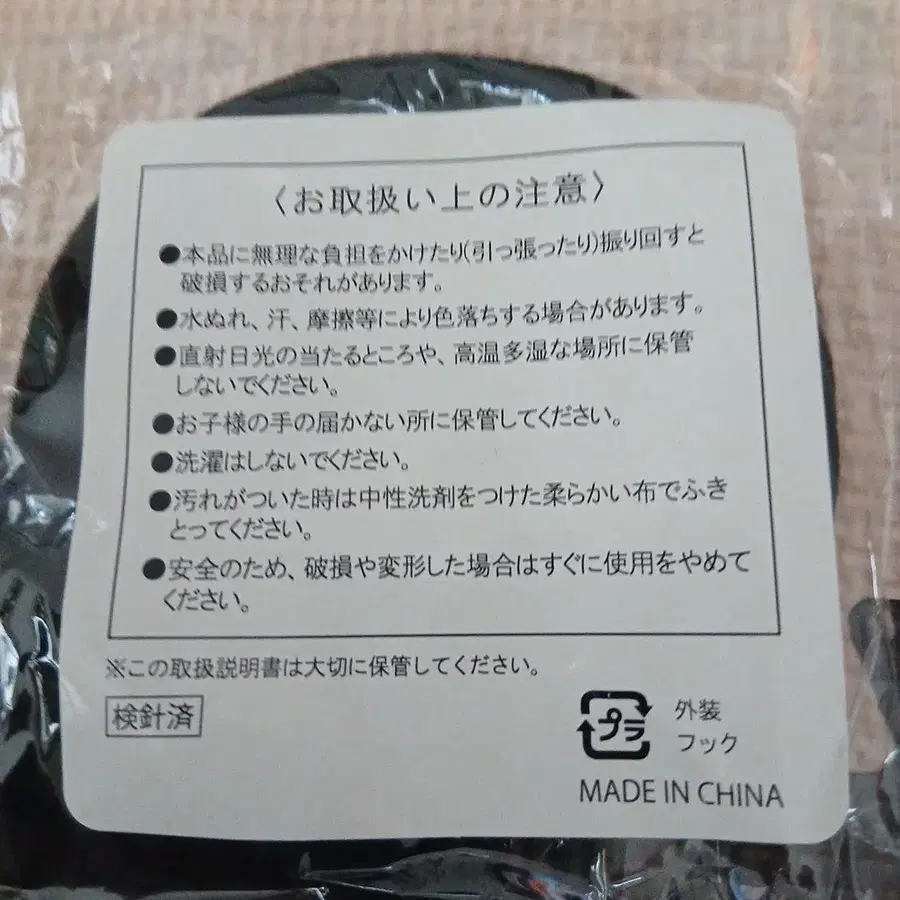 〈お取扱い上の注意〉
●本品に無理な負担をかけたり(引っ張ったり)振り回すと
破損するおそれがあります。
●水ぬれ、汗、摩擦等により色落ちする場合があります。
●直射日光の当たるところや、高温多湿な場所に保管
しないでください。
●お子様の手の届かない所に保管してください。
●洗濯はしないでください。
●汚れがついた時は中性洗剤をつけた柔らかい布でふき
とってください。
●安全のため、破損や変形した場合はすぐに使用をやめて
ください。
※この取扱説明書は大切に保管してください。
検針済
プラ 外装
フック
MADE IN CHINA